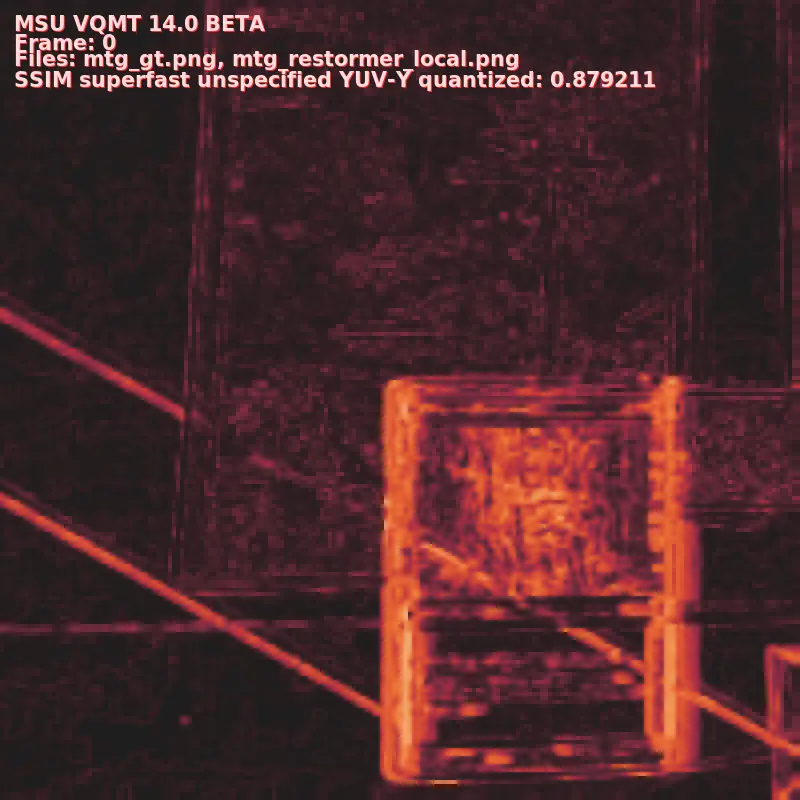 MSU VQMT 14.0 BETA
Frame: 0
Files: mtg_gt.png, mtg_restormer_local.png
SSIM superfast unspecified YUV-Y quantized: 0.879211